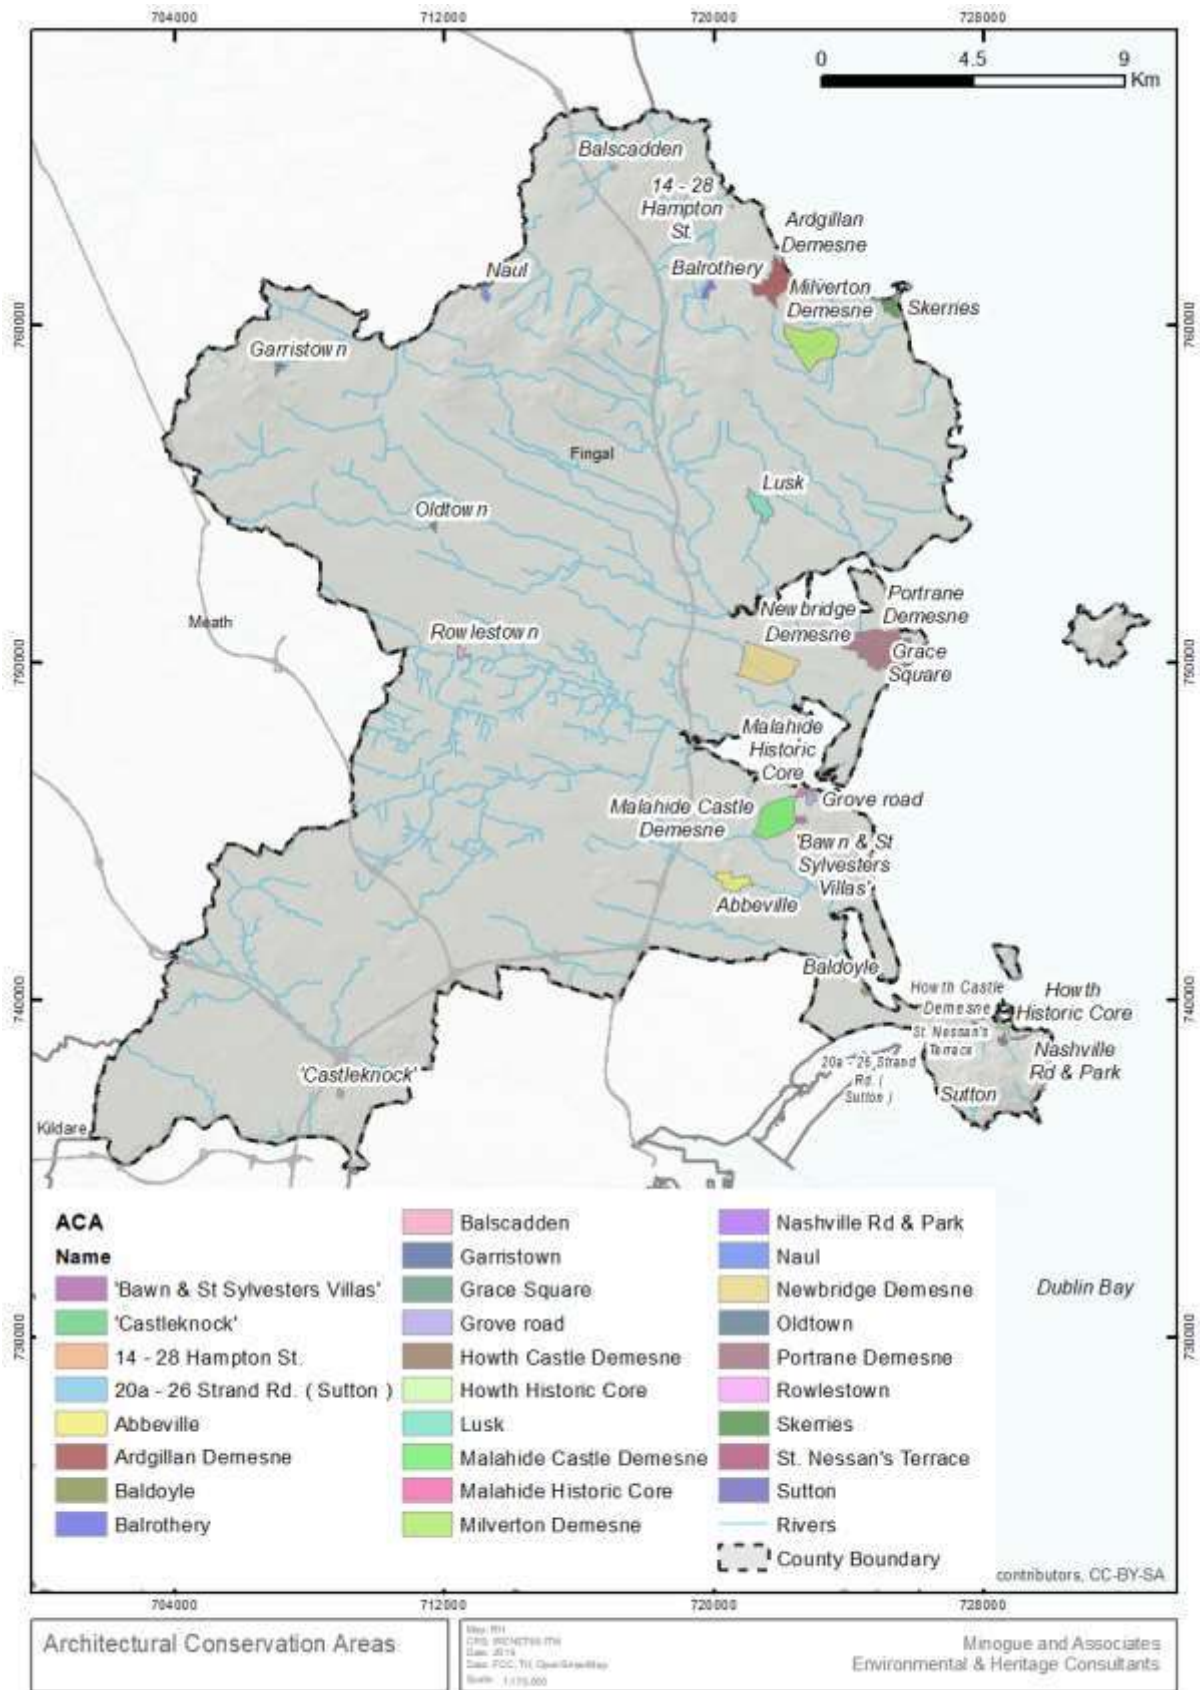 704000
712000
720000
728000
0
4.5
9
Km
Balscadden
14 - 28
Hampton
St.
Ardgillan
Demesne
Naul
Balrothery
Milverton
Demesne
Skerries
760000
760000
Garristown
Fingal
Lusk
Oldtown
Portrane
Demesne
Meath
Newbridge
Demesne
Rowlestown
Grace
Square
750000
750000
Malahide
Historic
Core
Malahide Castle
Demesne
Grove road
'Bawn & St
Sylvesters
Villas'
Abbeville
Baldoyle
Howth Castle
Demesne
Howth
Historic Core
740000
740000
St. Nessan's
Terrace
Nashville
Rd & Park
20a - 26 Strand
Rd. (
Sutton )
'Castleknock'
Sutton
Kildare
ACA
Name
'Bawn & St Sylvesters Villas'
'Castleknock'
14 - 28 Hampton St.
20a - 26 Strand Rd. ( Sutton )
Abbeville
Ardgillan Demesne
Baldoyle
Balrothery
Balscadden
Garristown
Grace Square
Grove road
Howth Castle Demesne
Howth Historic Core
Lusk
Malahide Castle Demesne
Malahide Historic Core
Milverton Demesne
Nashville Rd & Park
Naul
Newbridge Demesne
Oldtown
Portrane Demesne
Rowlestown
Skerries
St. Nessan's Terrace
Sutton
Rivers
County Boundary
Dublin Bay
730000
730000
contributors, CC-BY-SA
704000
712000
720000
728000
Architectural Conservation Areas
Scale: 1:175,000
Minogue and Associates
Environmental & Heritage Consultants